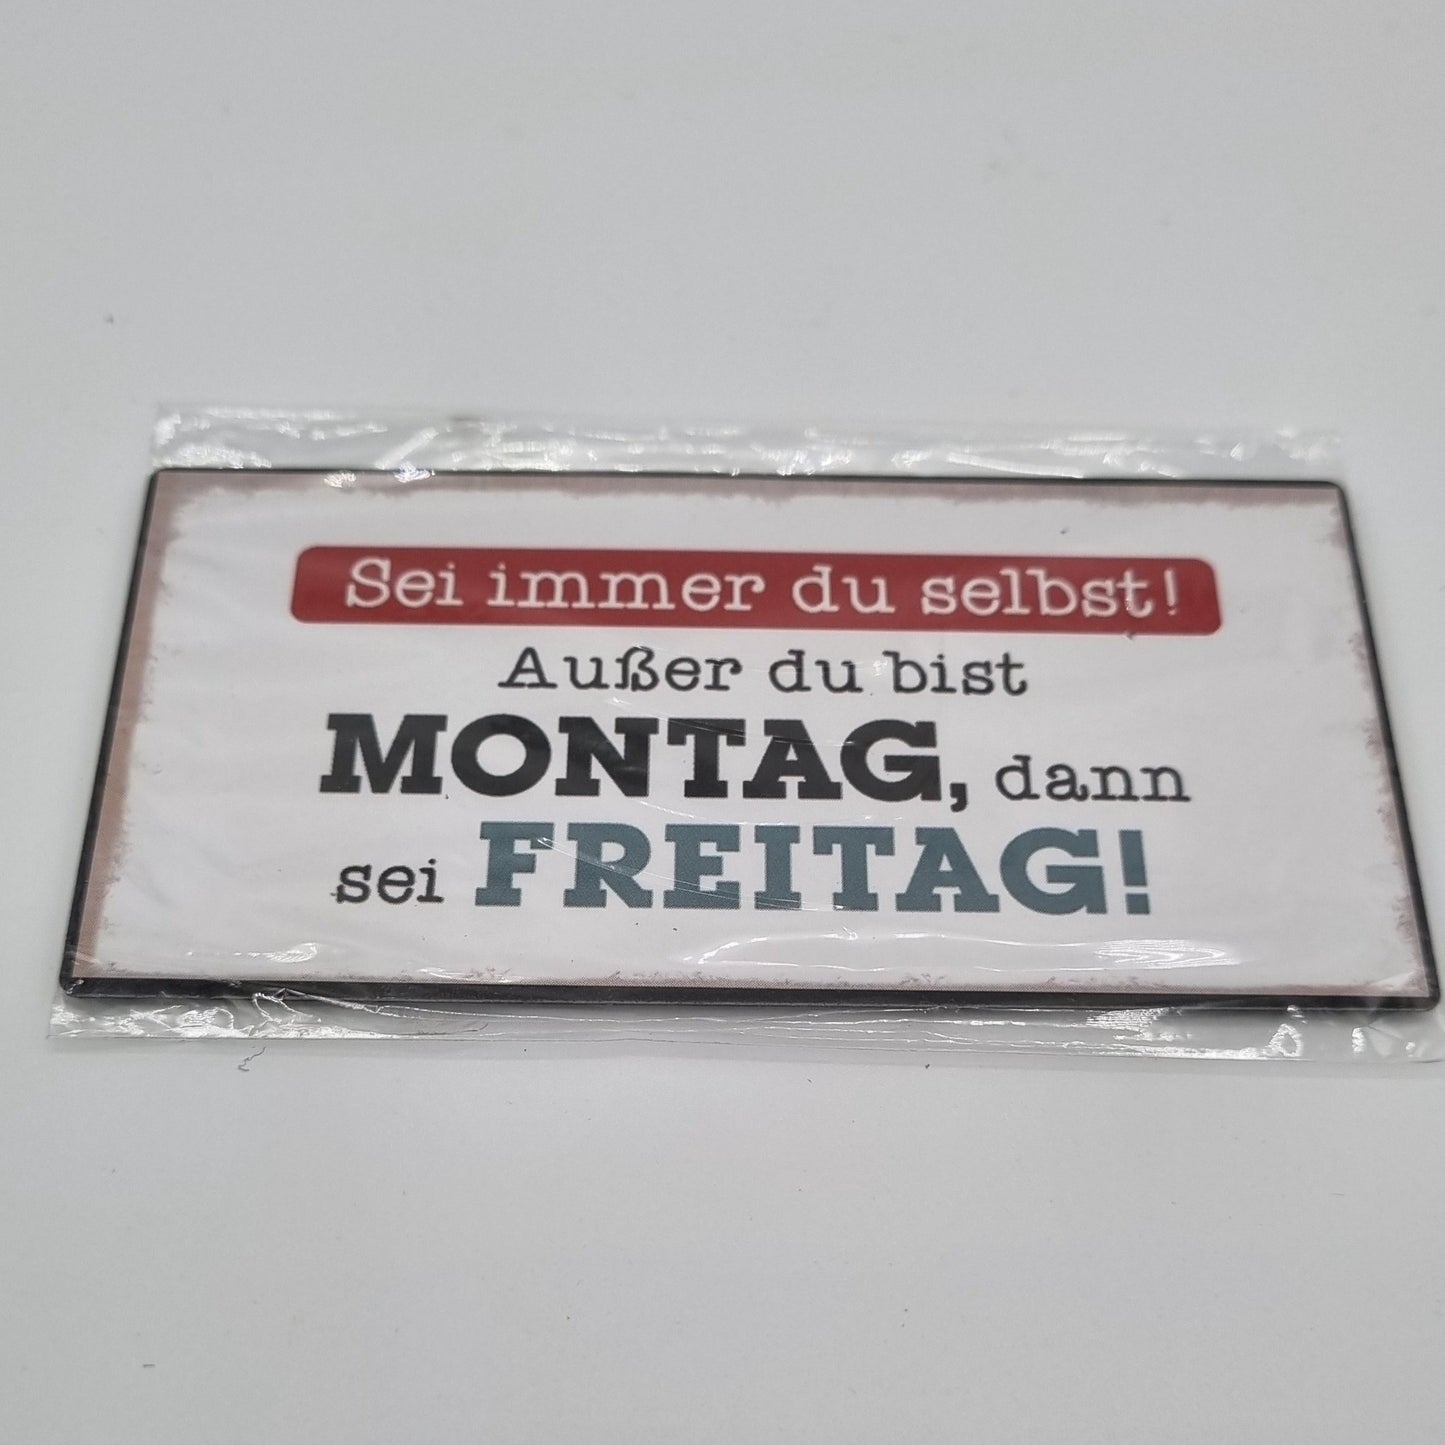 Sei immer du selbst!
Außer du bist
MONTAG, dann
sei FREITAG!